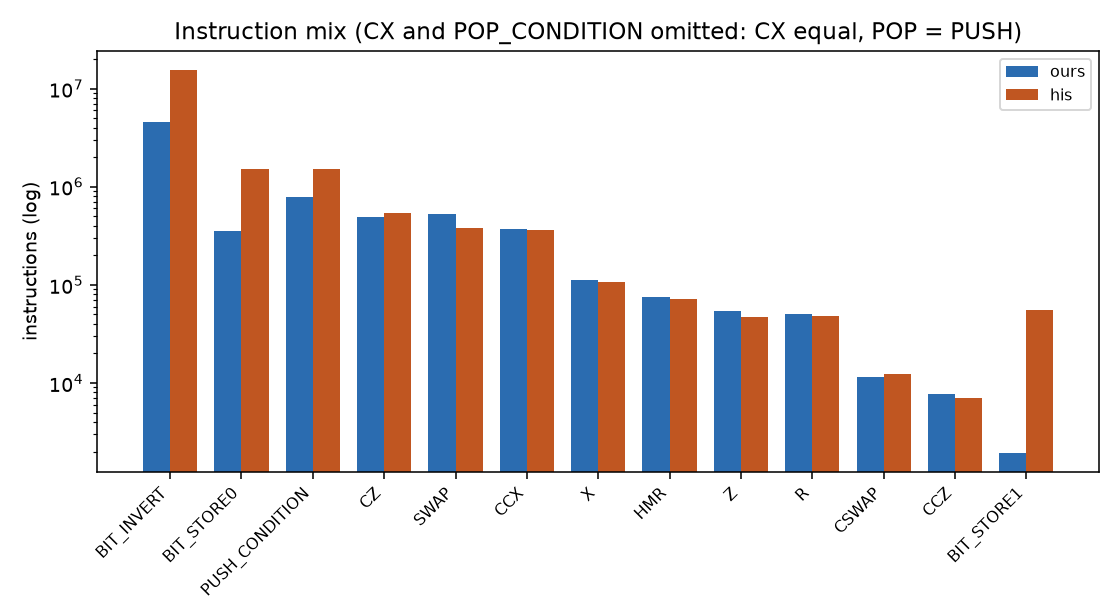 Instruction mix (CX and POP_CONDITION omitted: CX equal, POP = PUSH)
ours
his
instructions (log)
10^7
10^6
10^5
10^4
BIT_INVERT
BIT_STORE0
PUSH_CONDITION
CZ
SWAP
CCX
X
HMR
Z
R
CSWAP
CCZ
BIT_STORE1